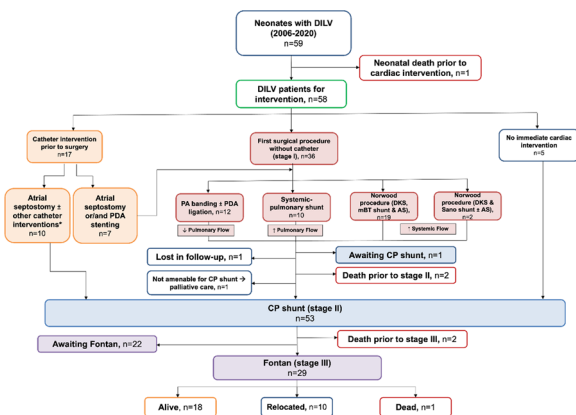 Neonates with DILV
(2006-2020)
n=59
Neonatal death prior to
cardiac intervention, n=1
DILV patients for
intervention, n=58
Catheter intervention
prior to surgery
n=17
First surgical procedure
without catheter
(stage I), n=36
No immediate cardiac
intervention
n=5
Atrial
septostomy ±
other catheter
interventions*
n=10
Atrial
septostomy
or/and PDA
stenting
n=7
PA banding ± PDA
ligation, n=12
Systemic-
pulmonary shunt
n=10
Norwood
procedure (DKS,
mBT shunt & AS),
n=19
Norwood
procedure (DKS &
Sano shunt ± AS)
n=2
↓ Pulmonary Flow
↑ Pulmonary Flow
↑ Systemic Flow
Lost in follow-up, n=1
Awaiting CP shunt, n=1
Not amenable for CP shunt →
palliative care, n=1
Death prior to stage II, n=2
CP shunt (stage II)
n=53
Death prior to stage III, n=2
Awaiting Fontan, n=22
Fontan (stage III)
n=29
Alive, n=18
Relocated, n=10
Dead, n=1